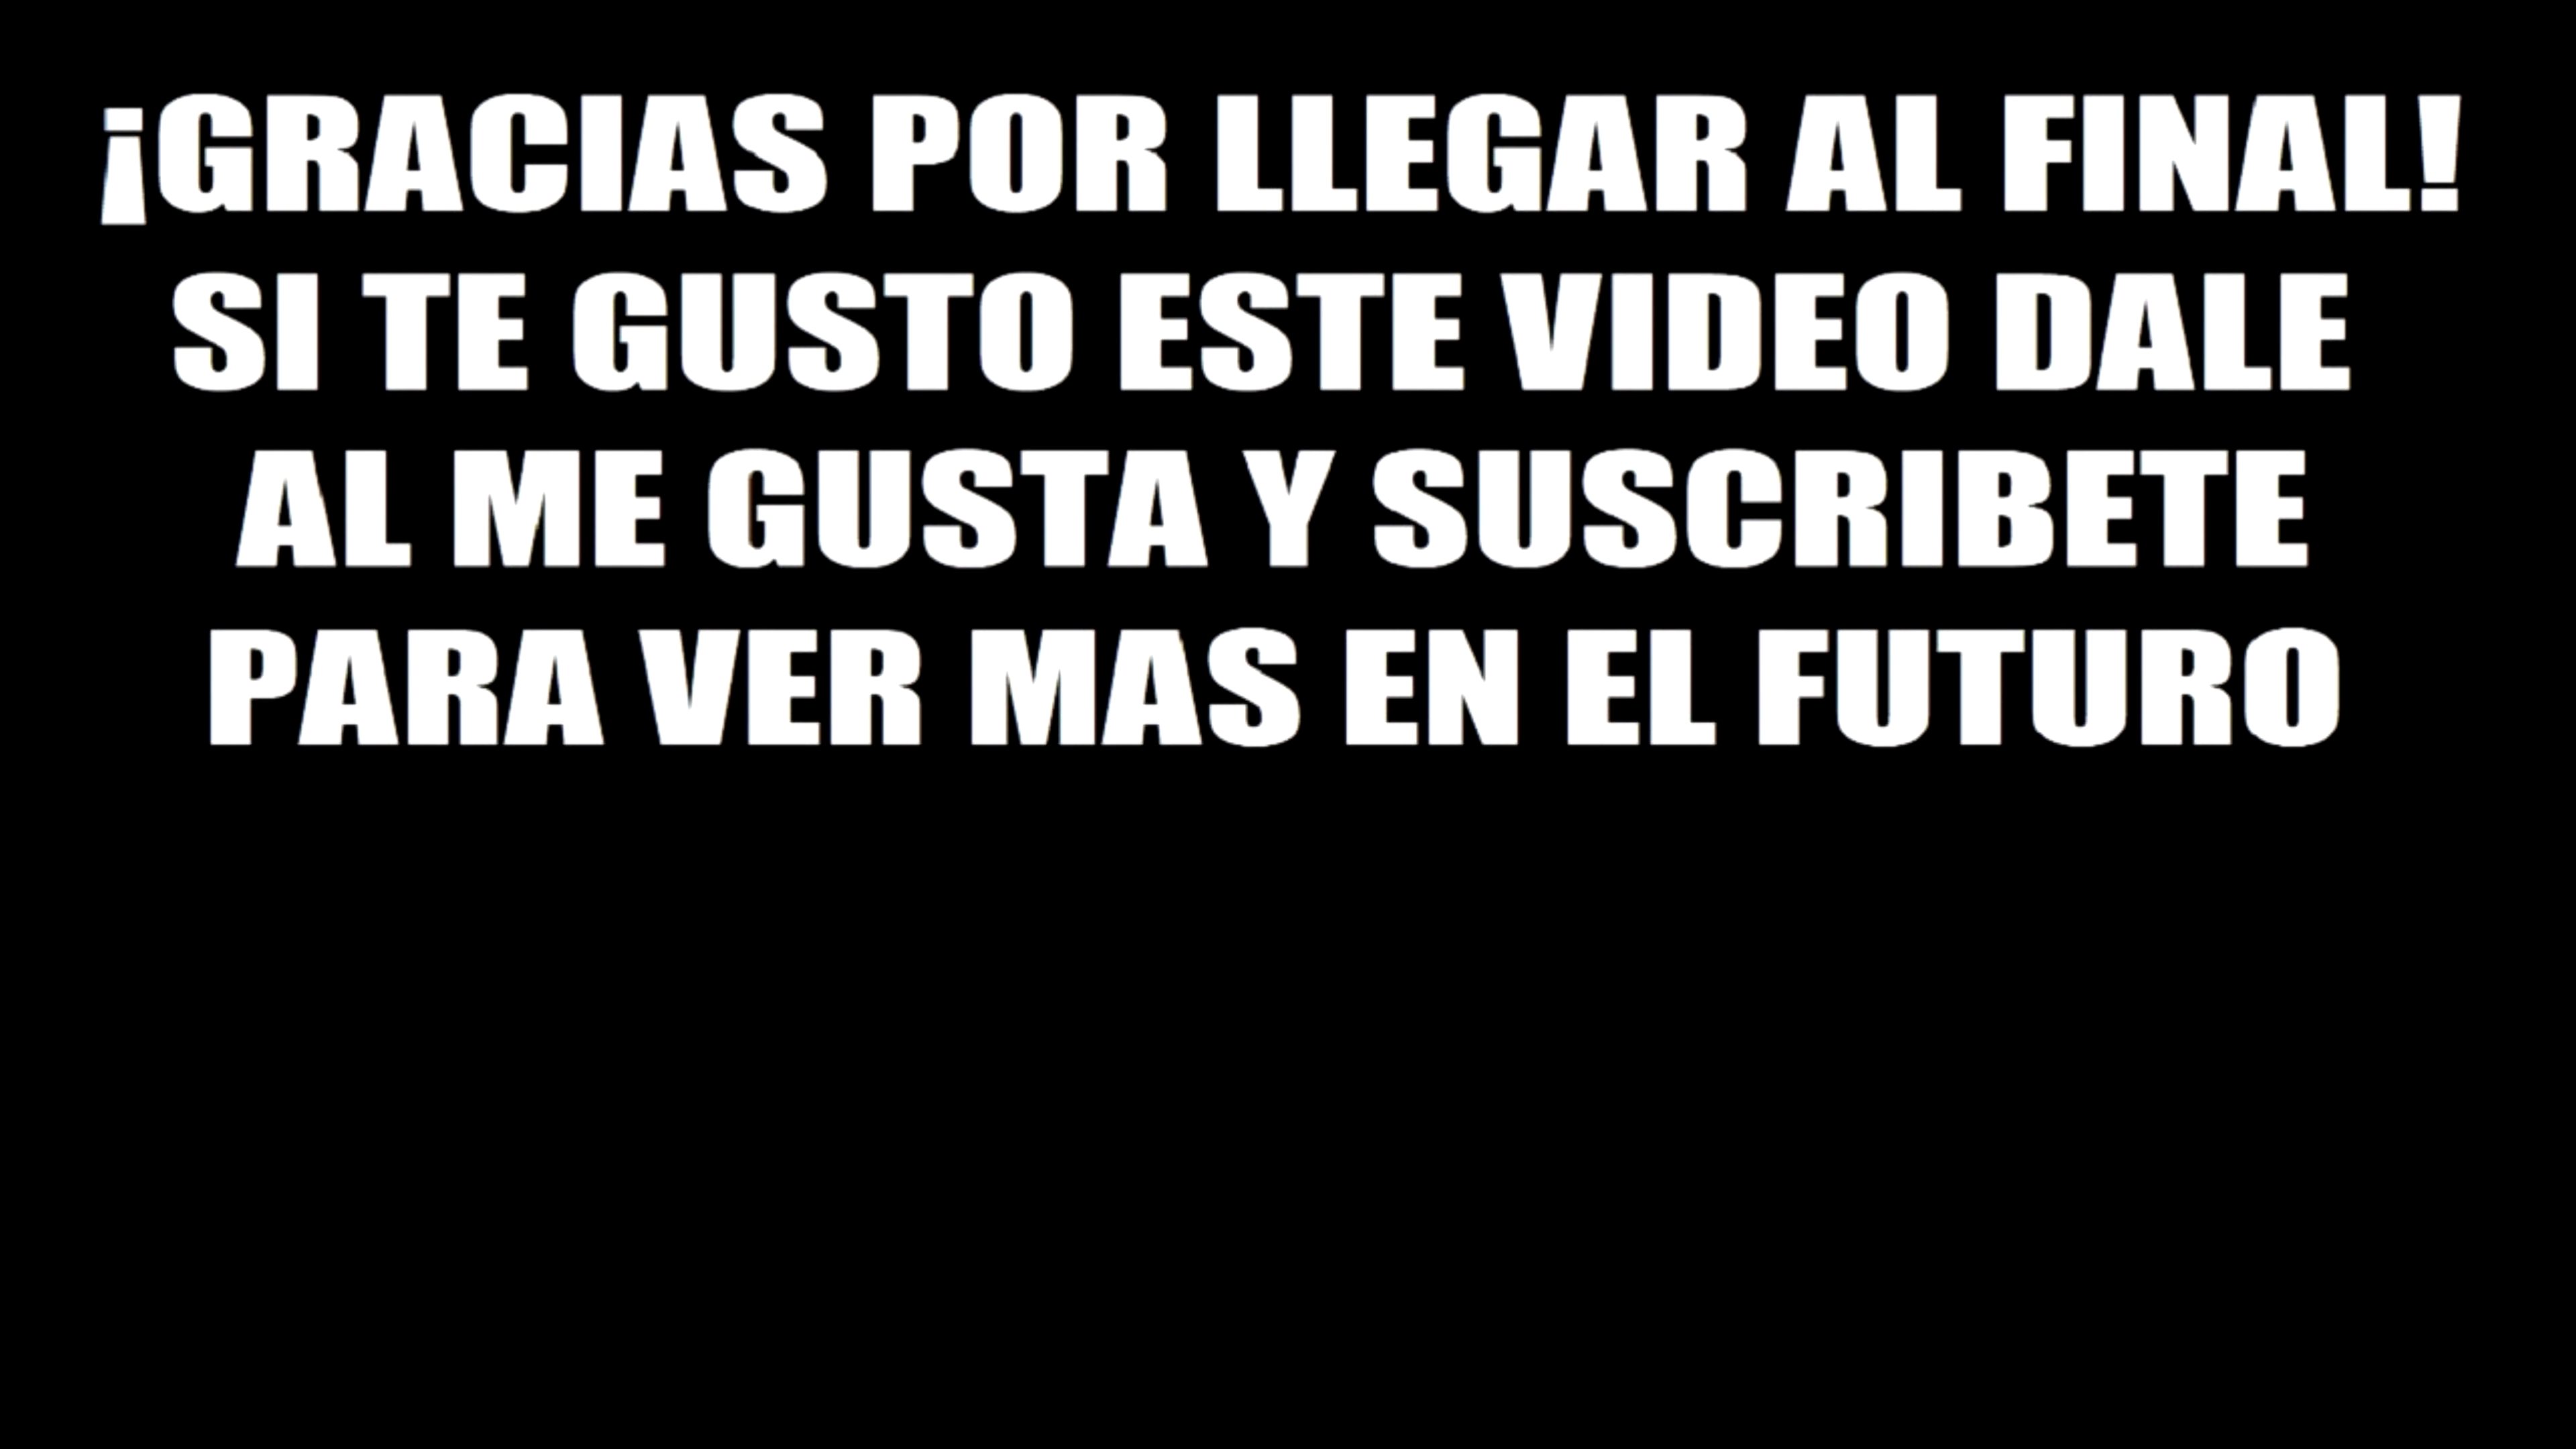 ¡GRACIAS POR LLEGAR AL FINAL!
SI TE GUSTO ESTE VIDEO DALE
AL ME GUSTA Y SUSCRIBETE
PARA VER MAS EN EL FUTURO